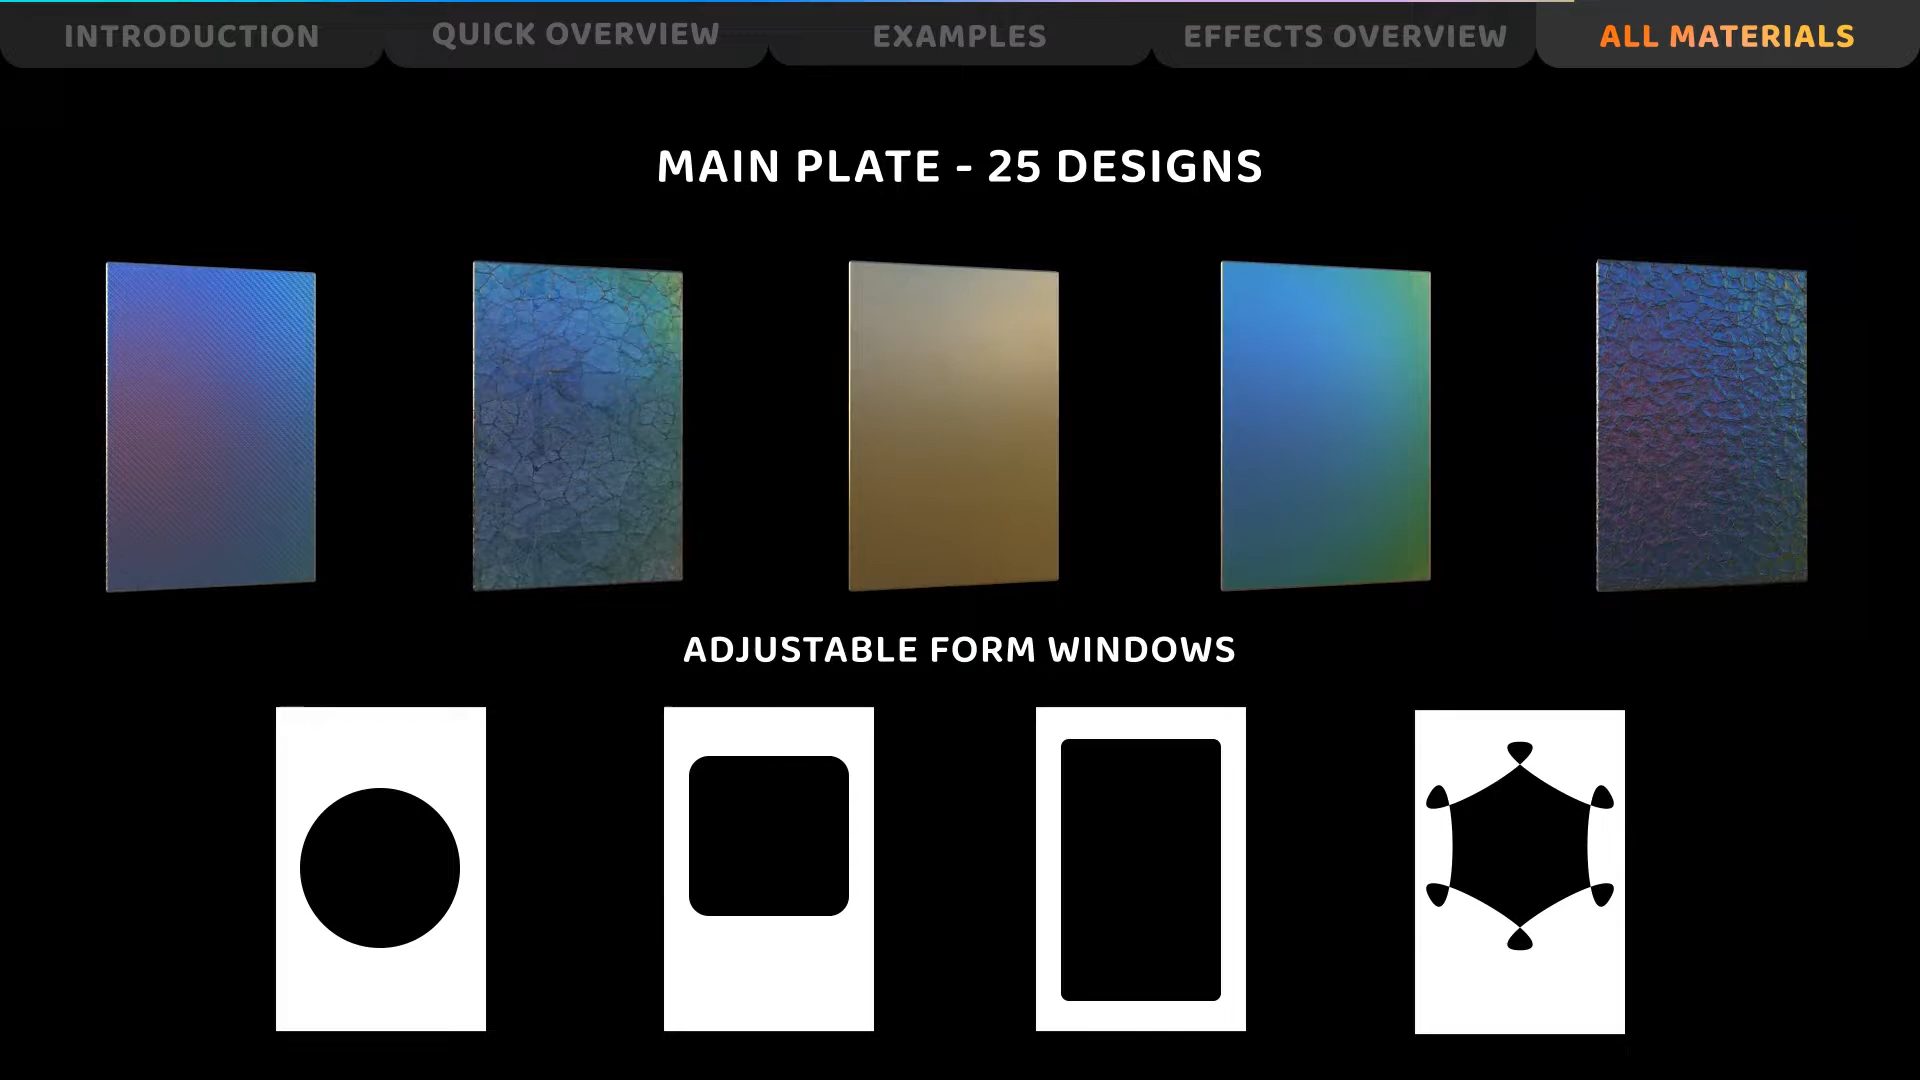 INTRODUCTION
QUICK OVERVIEW
EXAMPLES
EFFECTS OVERVIEW
ALL MATERIALS
MAIN PLATE - 25 DESIGNS
ADJUSTABLE FORM WINDOWS